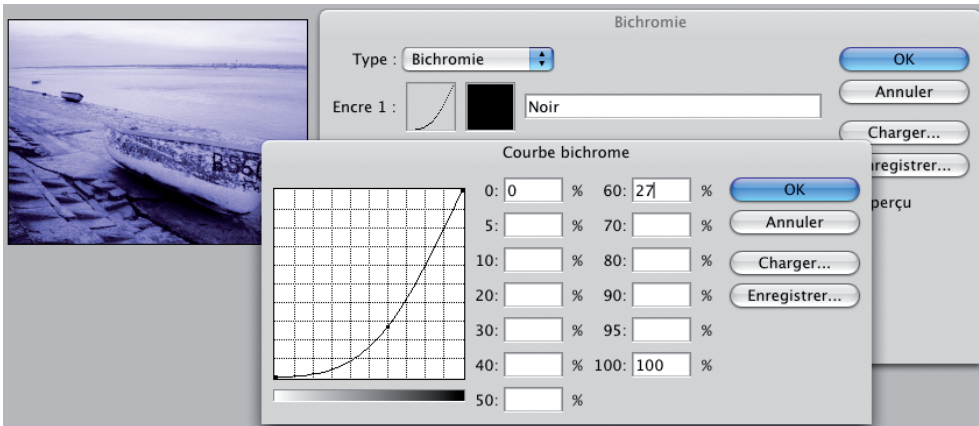 Bichromie
Type : Bichromie
OK
Annuler
Encre 1 : Noir
Charger...
nregistrer...
perçu
Courbe bichrome
0: 0 % 60: 27 %
5: % 70: %
10: % 80: %
20: % 90: %
30: % 95: %
40: % 100: 100 %
50: %
OK
Annuler
Charger...
Enregistrer...